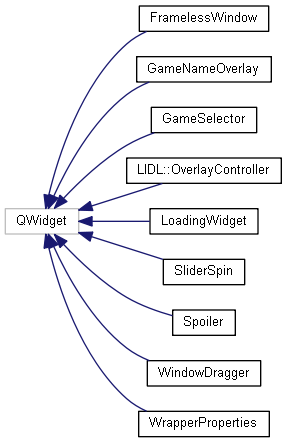 FramelessWindow
GameNameOverlay
GameSelector
LIDL::OverlayController
QWidget
LoadingWidget
SliderSpin
Spoiler
WindowDragger
WrapperProperties